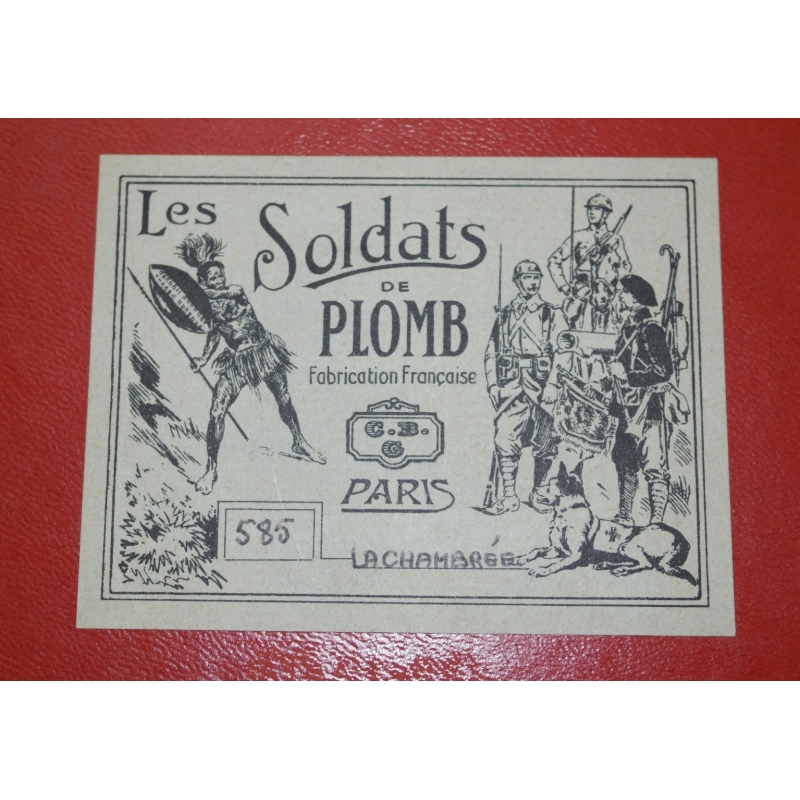 Les Soldats
DE
PLOMB
Fabrication Française
C.B.
G
PARIS
585
LA CHAMBRÉE